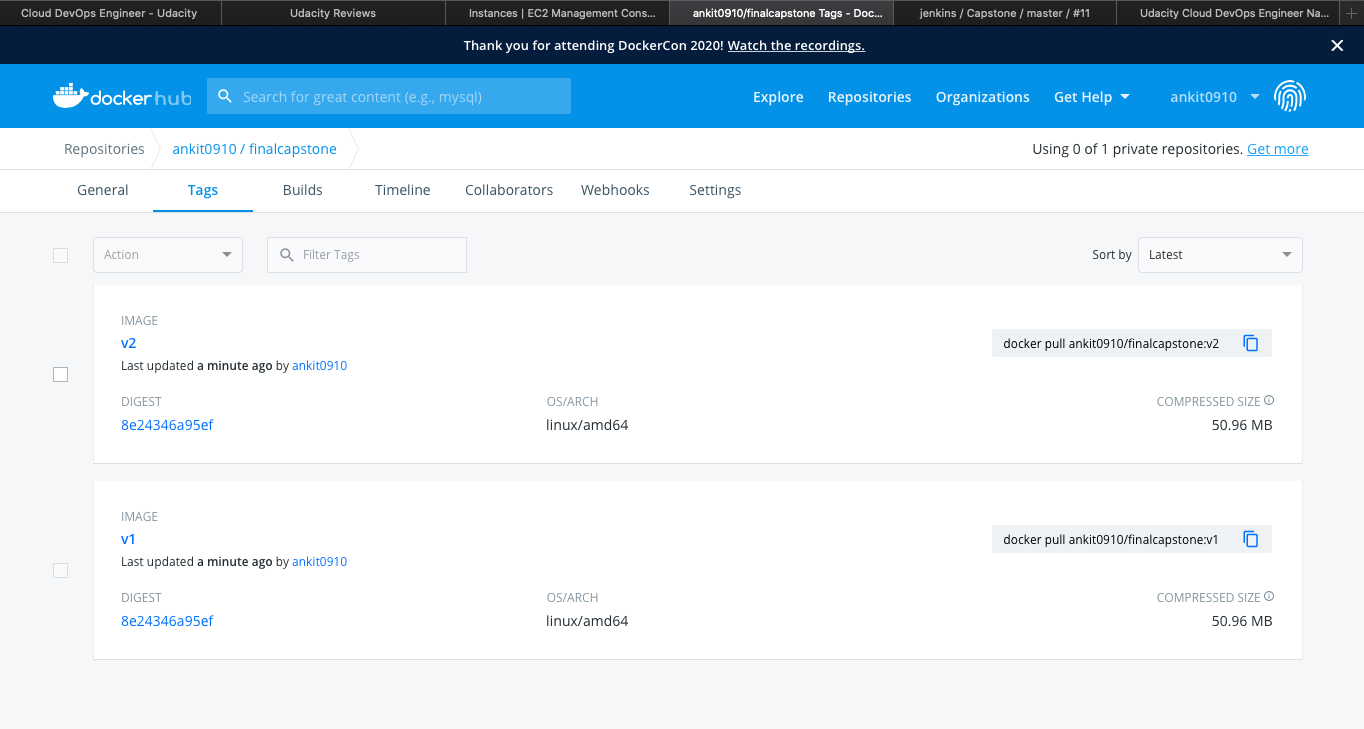 Cloud DevOps Engineer - Udacity
Udacity Reviews
Instances | EC2 Management Cons...
ankit0910/finalcapstone Tags - Doc...
jenkins / Capstone / master / #11
Udacity Cloud DevOps Engineer Na...
Thank you for attending DockerCon 2020! Watch the recordings.
docker hub
Search for great content (e.g., mysql)
Explore
Repositories
Organizations
Get Help
ankit0910
Repositories
ankit0910 / finalcapstone
Using 0 of 1 private repositories. Get more
General
Tags
Builds
Timeline
Collaborators
Webhooks
Settings
Action
Filter Tags
Sort by
Latest
IMAGE
v2
Last updated a minute ago by ankit0910
docker pull ankit0910/finalcapstone:v2
DIGEST
OS/ARCH
COMPRESSED SIZE
8e24346a95ef
linux/amd64
50.96 MB
IMAGE
v1
Last updated a minute ago by ankit0910
docker pull ankit0910/finalcapstone:v1
DIGEST
OS/ARCH
COMPRESSED SIZE
8e24346a95ef
linux/amd64
50.96 MB